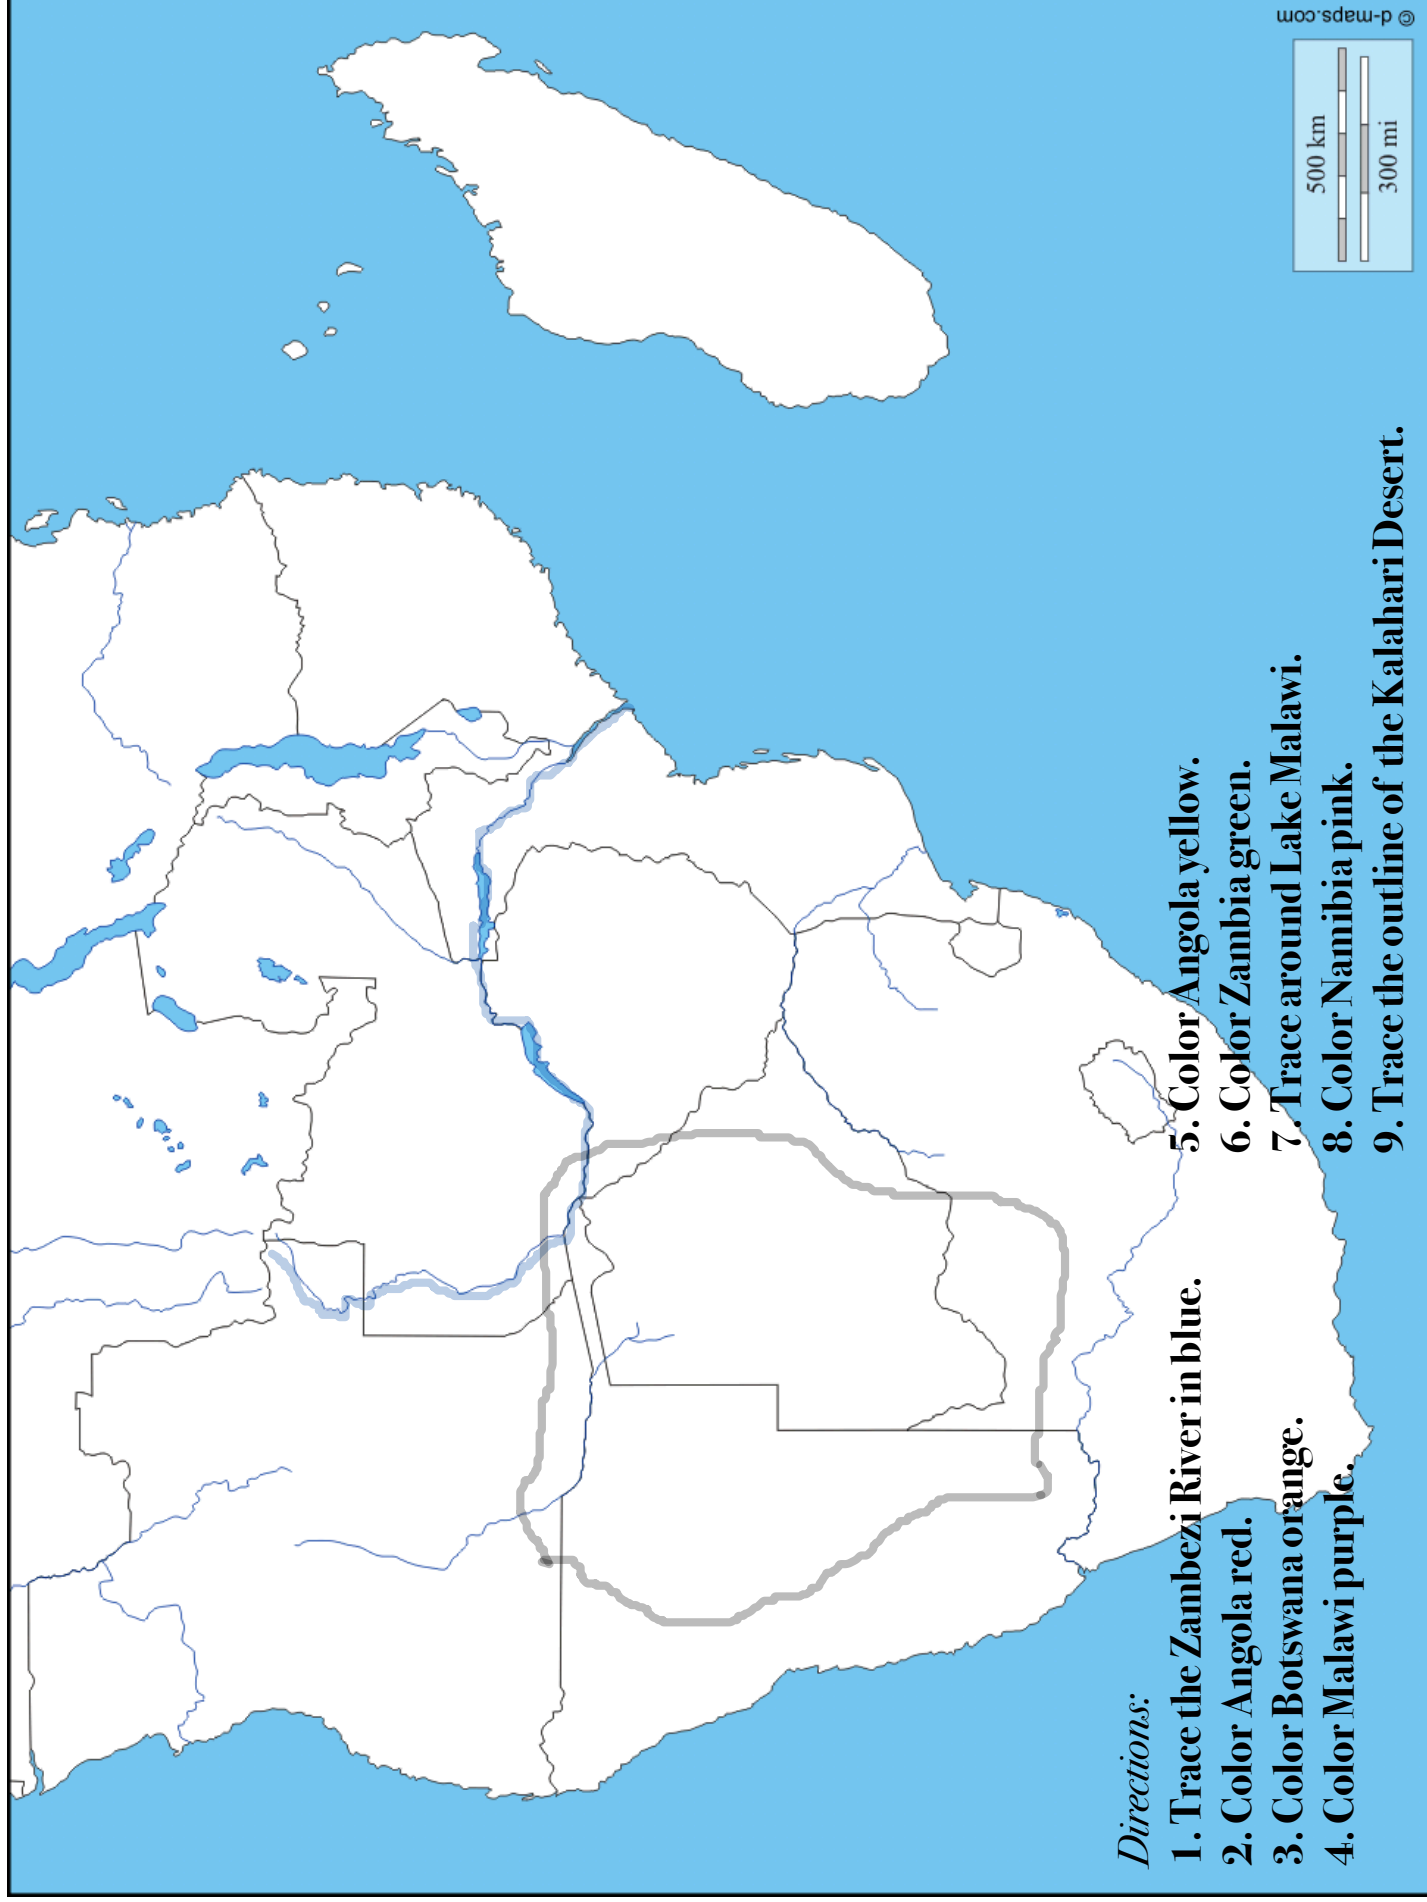 © d-maps.com
500 km
300 mi
Directions:
1. Trace the Zambezi River in blue.
2. Color Angola red.
3. Color Botswana orange.
4. Color Malawi purple.
5. Color Angola yellow.
6. Color Zambia green.
7. Trace around Lake Malawi.
8. Color Namibia pink.
9. Trace the outline of the Kalahari Desert.